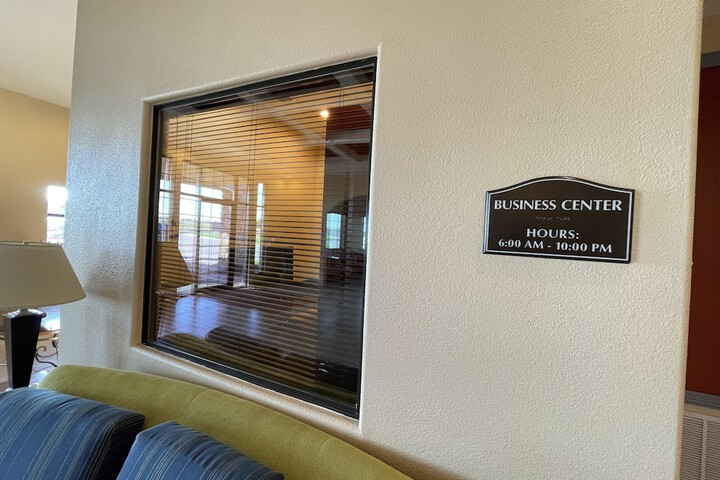 BUSINESS CENTER
HOURS:
6:00 AM - 10:00 PM